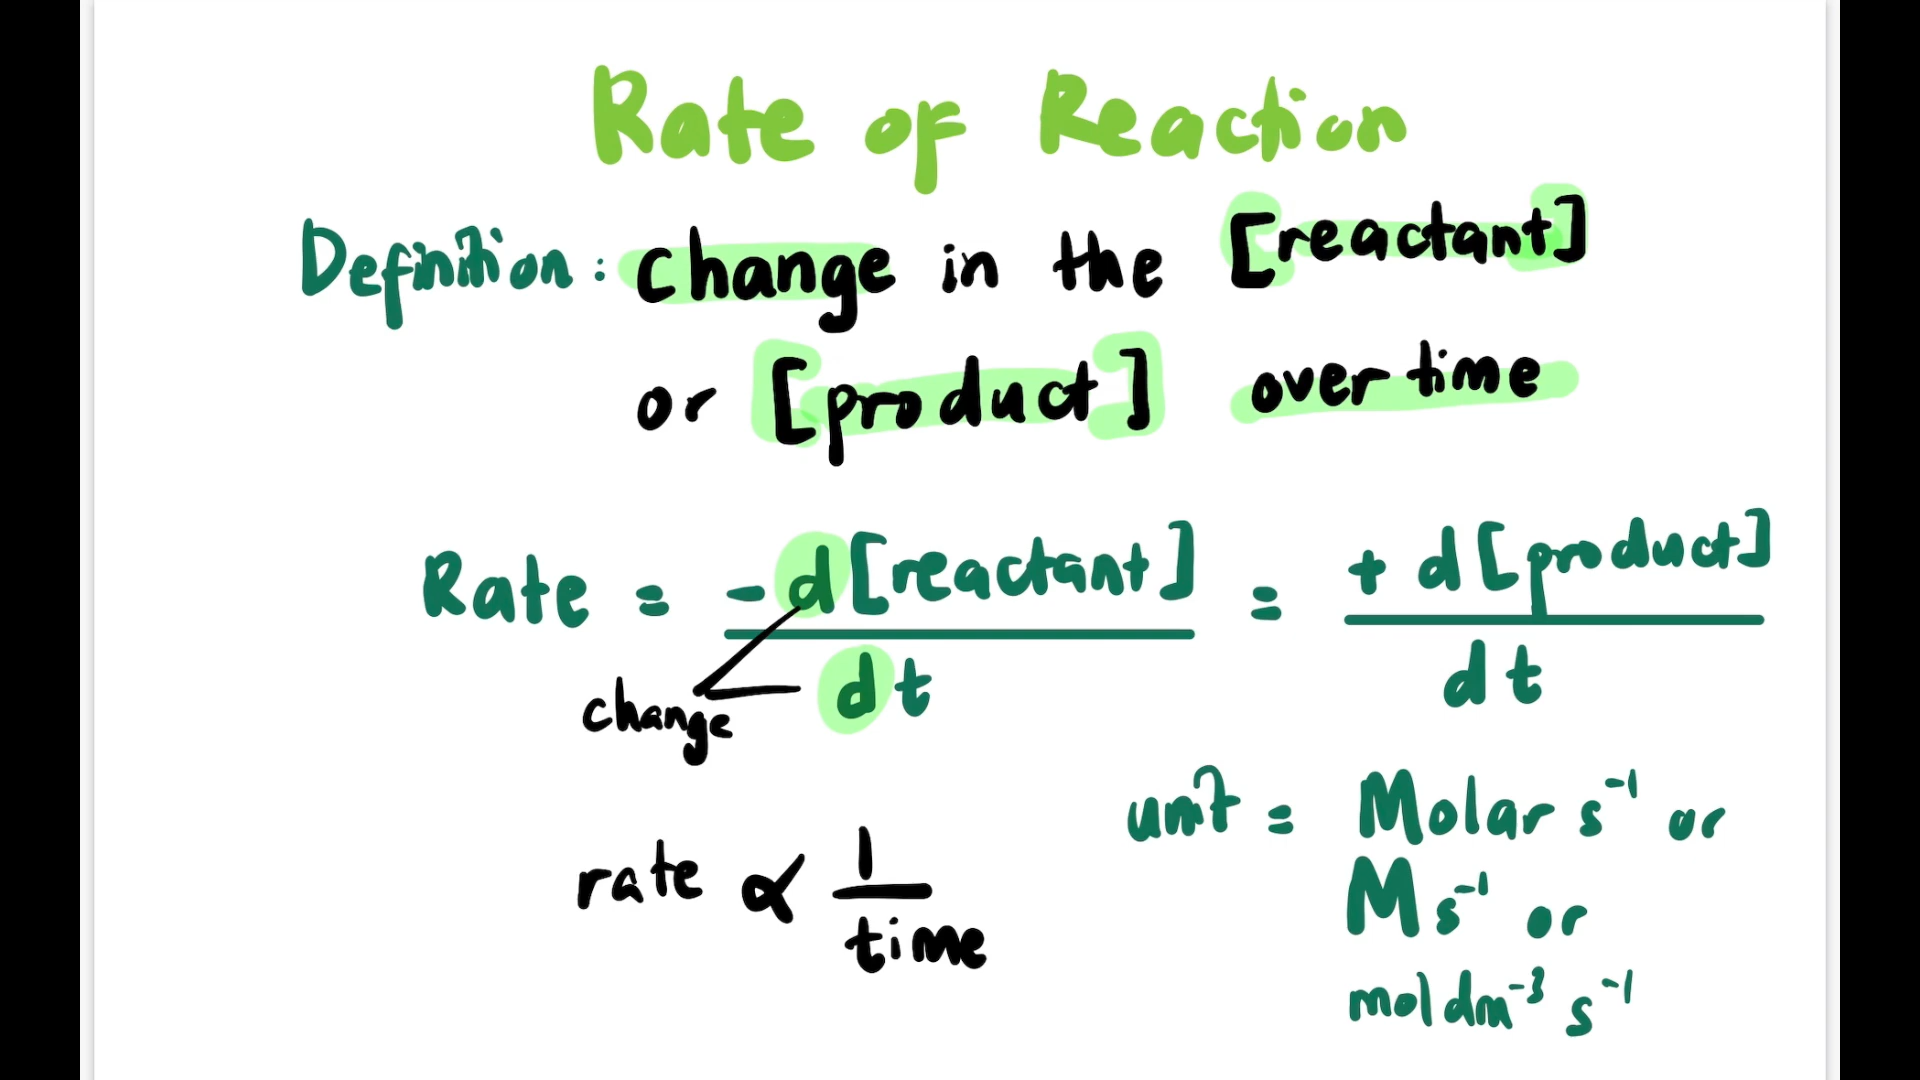 Rate of Reaction
Definition: change in the [reactant]
or [product] over time
Rate = -d[reactant]/dt = +d[product]/dt
change
rate ∝ 1/time
unit = Molar s⁻¹ or
M s⁻¹ or
mol dm⁻³ s⁻¹